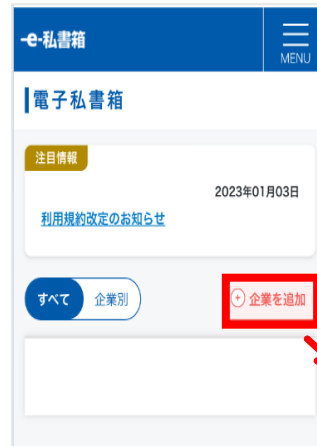 -e-私書箱
MENU
電子私書箱
注目情報
2023年01月03日
利用規約改定のお知らせ
すべて 企業別
企業を追加